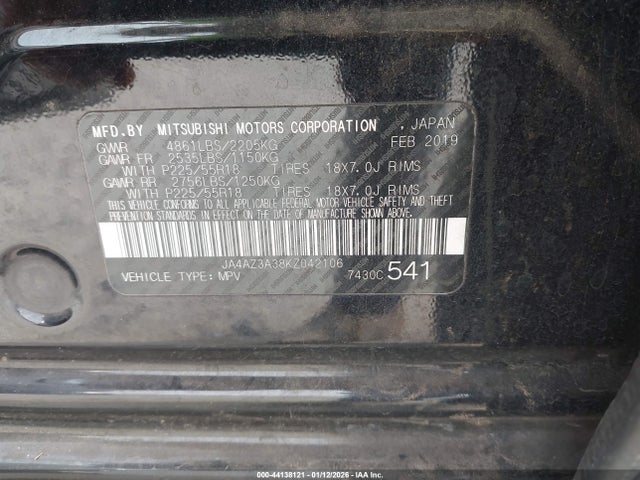 MFD.BY MITSUBISHI MOTORS CORPORATION , JAPAN
GVWR 4861LBS/2205KG FEB 2019
GAWR FR 2535LBS/1150KG
WITH P225/55R18 TIRES 18X7.0J RIMS
GAWR RR 2756LBS/1250KG
WITH P225/55R18 TIRES 18X7.0J RIMS
THIS VEHICLE CONFORMS TO ALL APPLICABLE FEDERAL MOTOR VEHICLE SAFETY AND THEFT
PREVENTION STANDARDS IN EFFECT ON THE DATE OF MANUFACTURE SHOWN ABOVE.
JA4AZ3A38KZ042106
VEHICLE TYPE: MPV 7430C 541
000-44138121 - 01/12/2026 - IAA Inc.